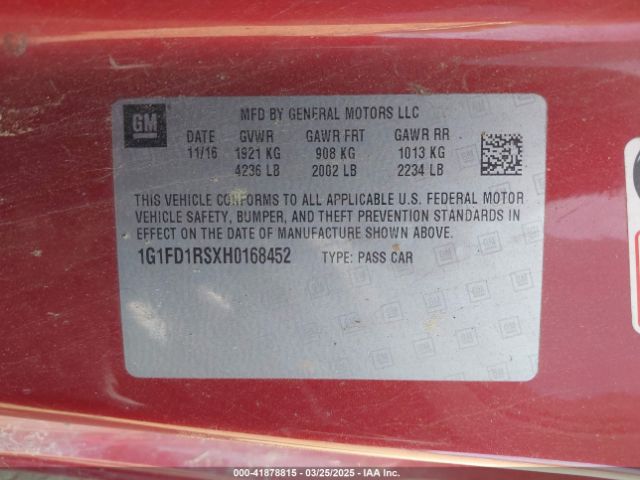 GM
MFD BY GENERAL MOTORS LLC
DATE GVWR GAWR FRT GAWR RR
11/16 1921 KG 908 KG 1013 KG
4236 LB 2002 LB 2234 LB
THIS VEHICLE CONFORMS TO ALL APPLICABLE U.S. FEDERAL MOTOR
VEHICLE SAFETY, BUMPER, AND THEFT PREVENTION STANDARDS IN
EFFECT ON THE DATE OF MANUFACTURE SHOWN ABOVE.
1G1FD1RSXH0168452 TYPE: PASS CAR
000-41878815 - 03/25/2025 - IAA Inc.